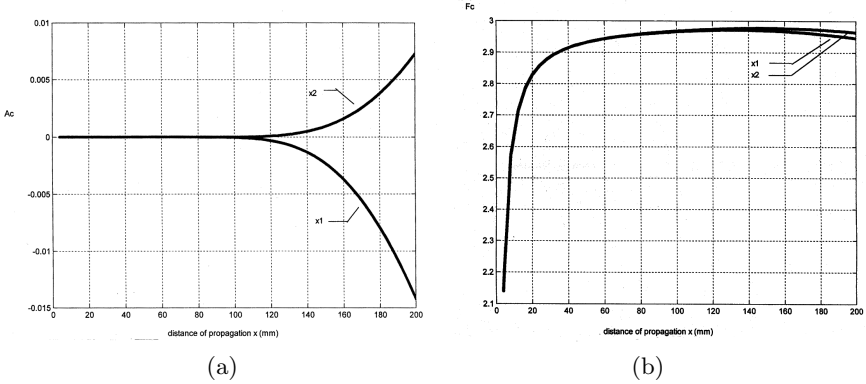 Ac
0.01
0.005
0
-0.005
-0.01
-0.015
x2
x1
0 20 40 60 80 100 120 140 160 180 200
distance of propagation x (mm)
(a)
Fc
3
2.9
2.8
2.7
2.6
2.5
2.4
2.3
2.2
2.1
x1
x2
0 20 40 60 80 100 120 140 160 180 200
distance of propagation x (mm)
(b)